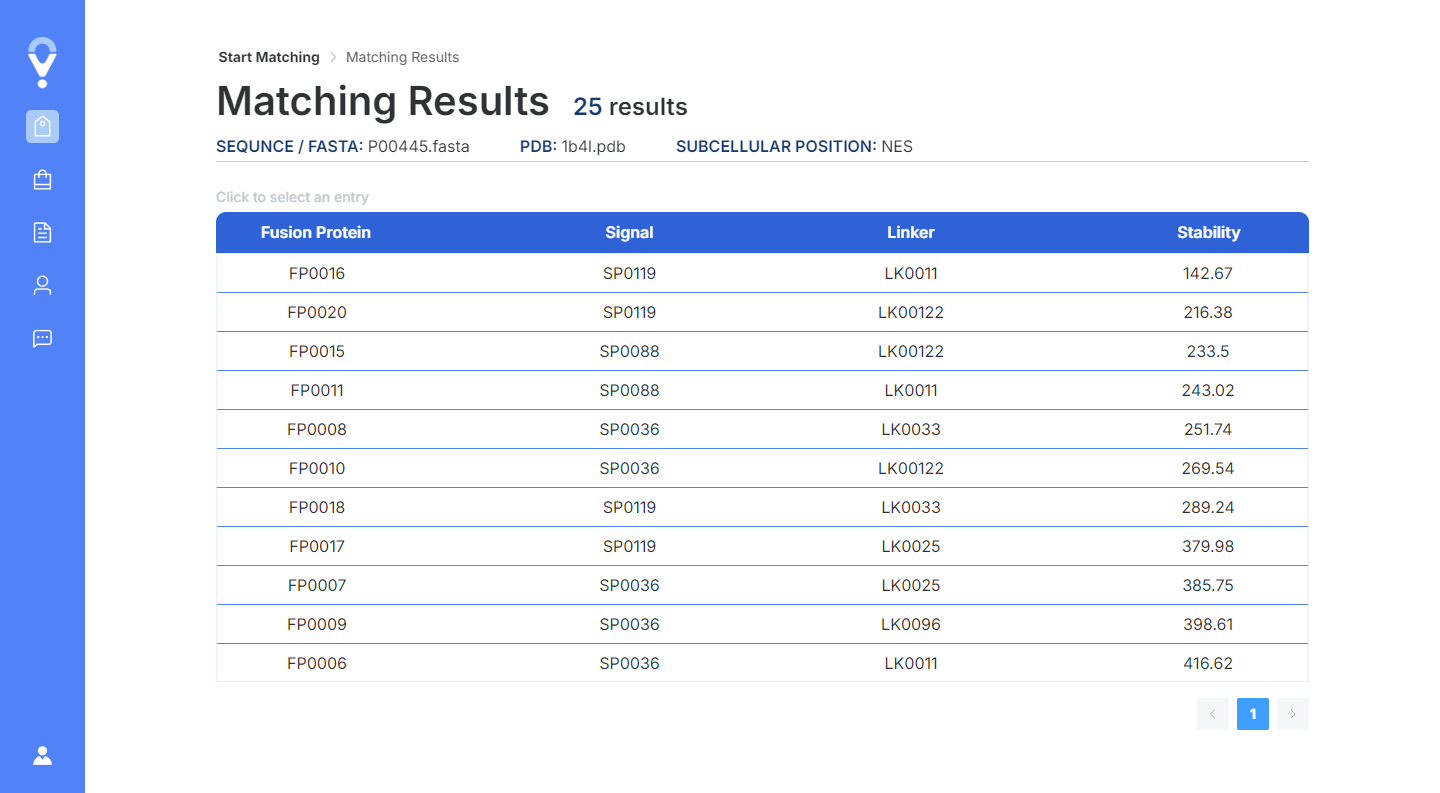 Start Matching > Matching Results
Matching Results 25 results
SEQUNCE / FASTA: P00445.fasta PDB: 1b4l.pdb SUBCELLULAR POSITION: NES
Click to select an entry
Fusion Protein Signal Linker Stability
FP0016 SP0119 LK0011 142.67
FP0020 SP0119 LK00122 216.38
FP0015 SP0088 LK00122 233.5
FP0011 SP0088 LK0011 243.02
FP0008 SP0036 LK0033 251.74
FP0010 SP0036 LK00122 269.54
FP0018 SP0119 LK0033 289.24
FP0017 SP0119 LK0025 379.98
FP0007 SP0036 LK0025 385.75
FP0009 SP0036 LK0096 398.61
FP0006 SP0036 LK0011 416.62
< 1 >